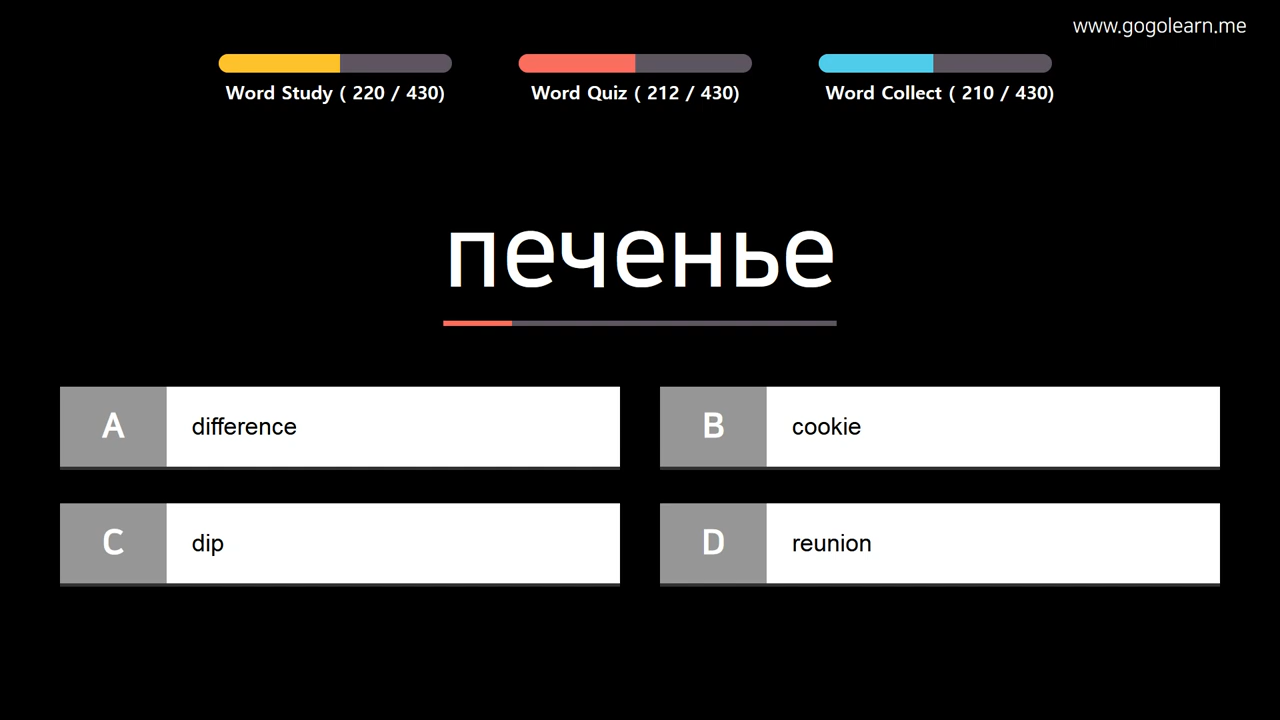 www.gogolearn.me
Word Study ( 220 / 430)
Word Quiz ( 212 / 430)
Word Collect ( 210 / 430)
печенье
A difference
B cookie
C dip
D reunion